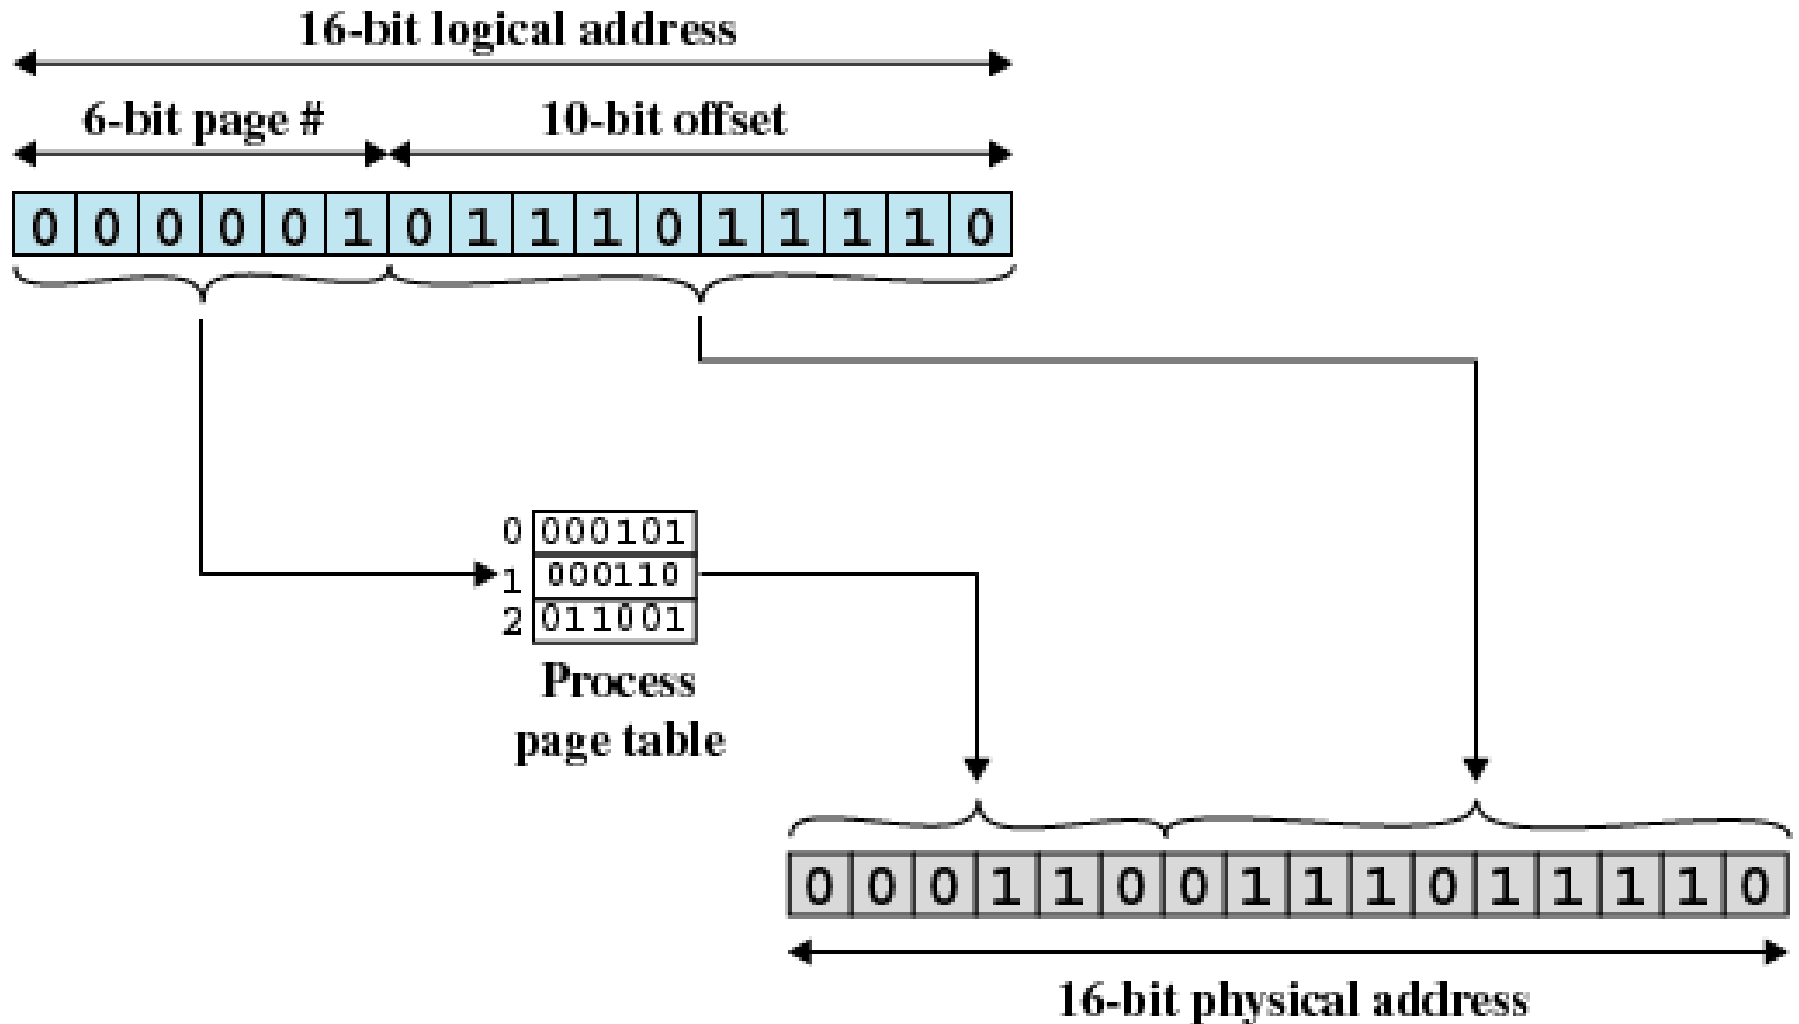 16-bit logical address
6-bit page # 10-bit offset
0 0 0 0 0 1 0 1 1 1 0 1 1 1 1 0
0 000101
1 000110
2 011001
Process
page table
0 0 0 1 1 0 0 1 1 1 0 1 1 1 1 0
16-bit physical address